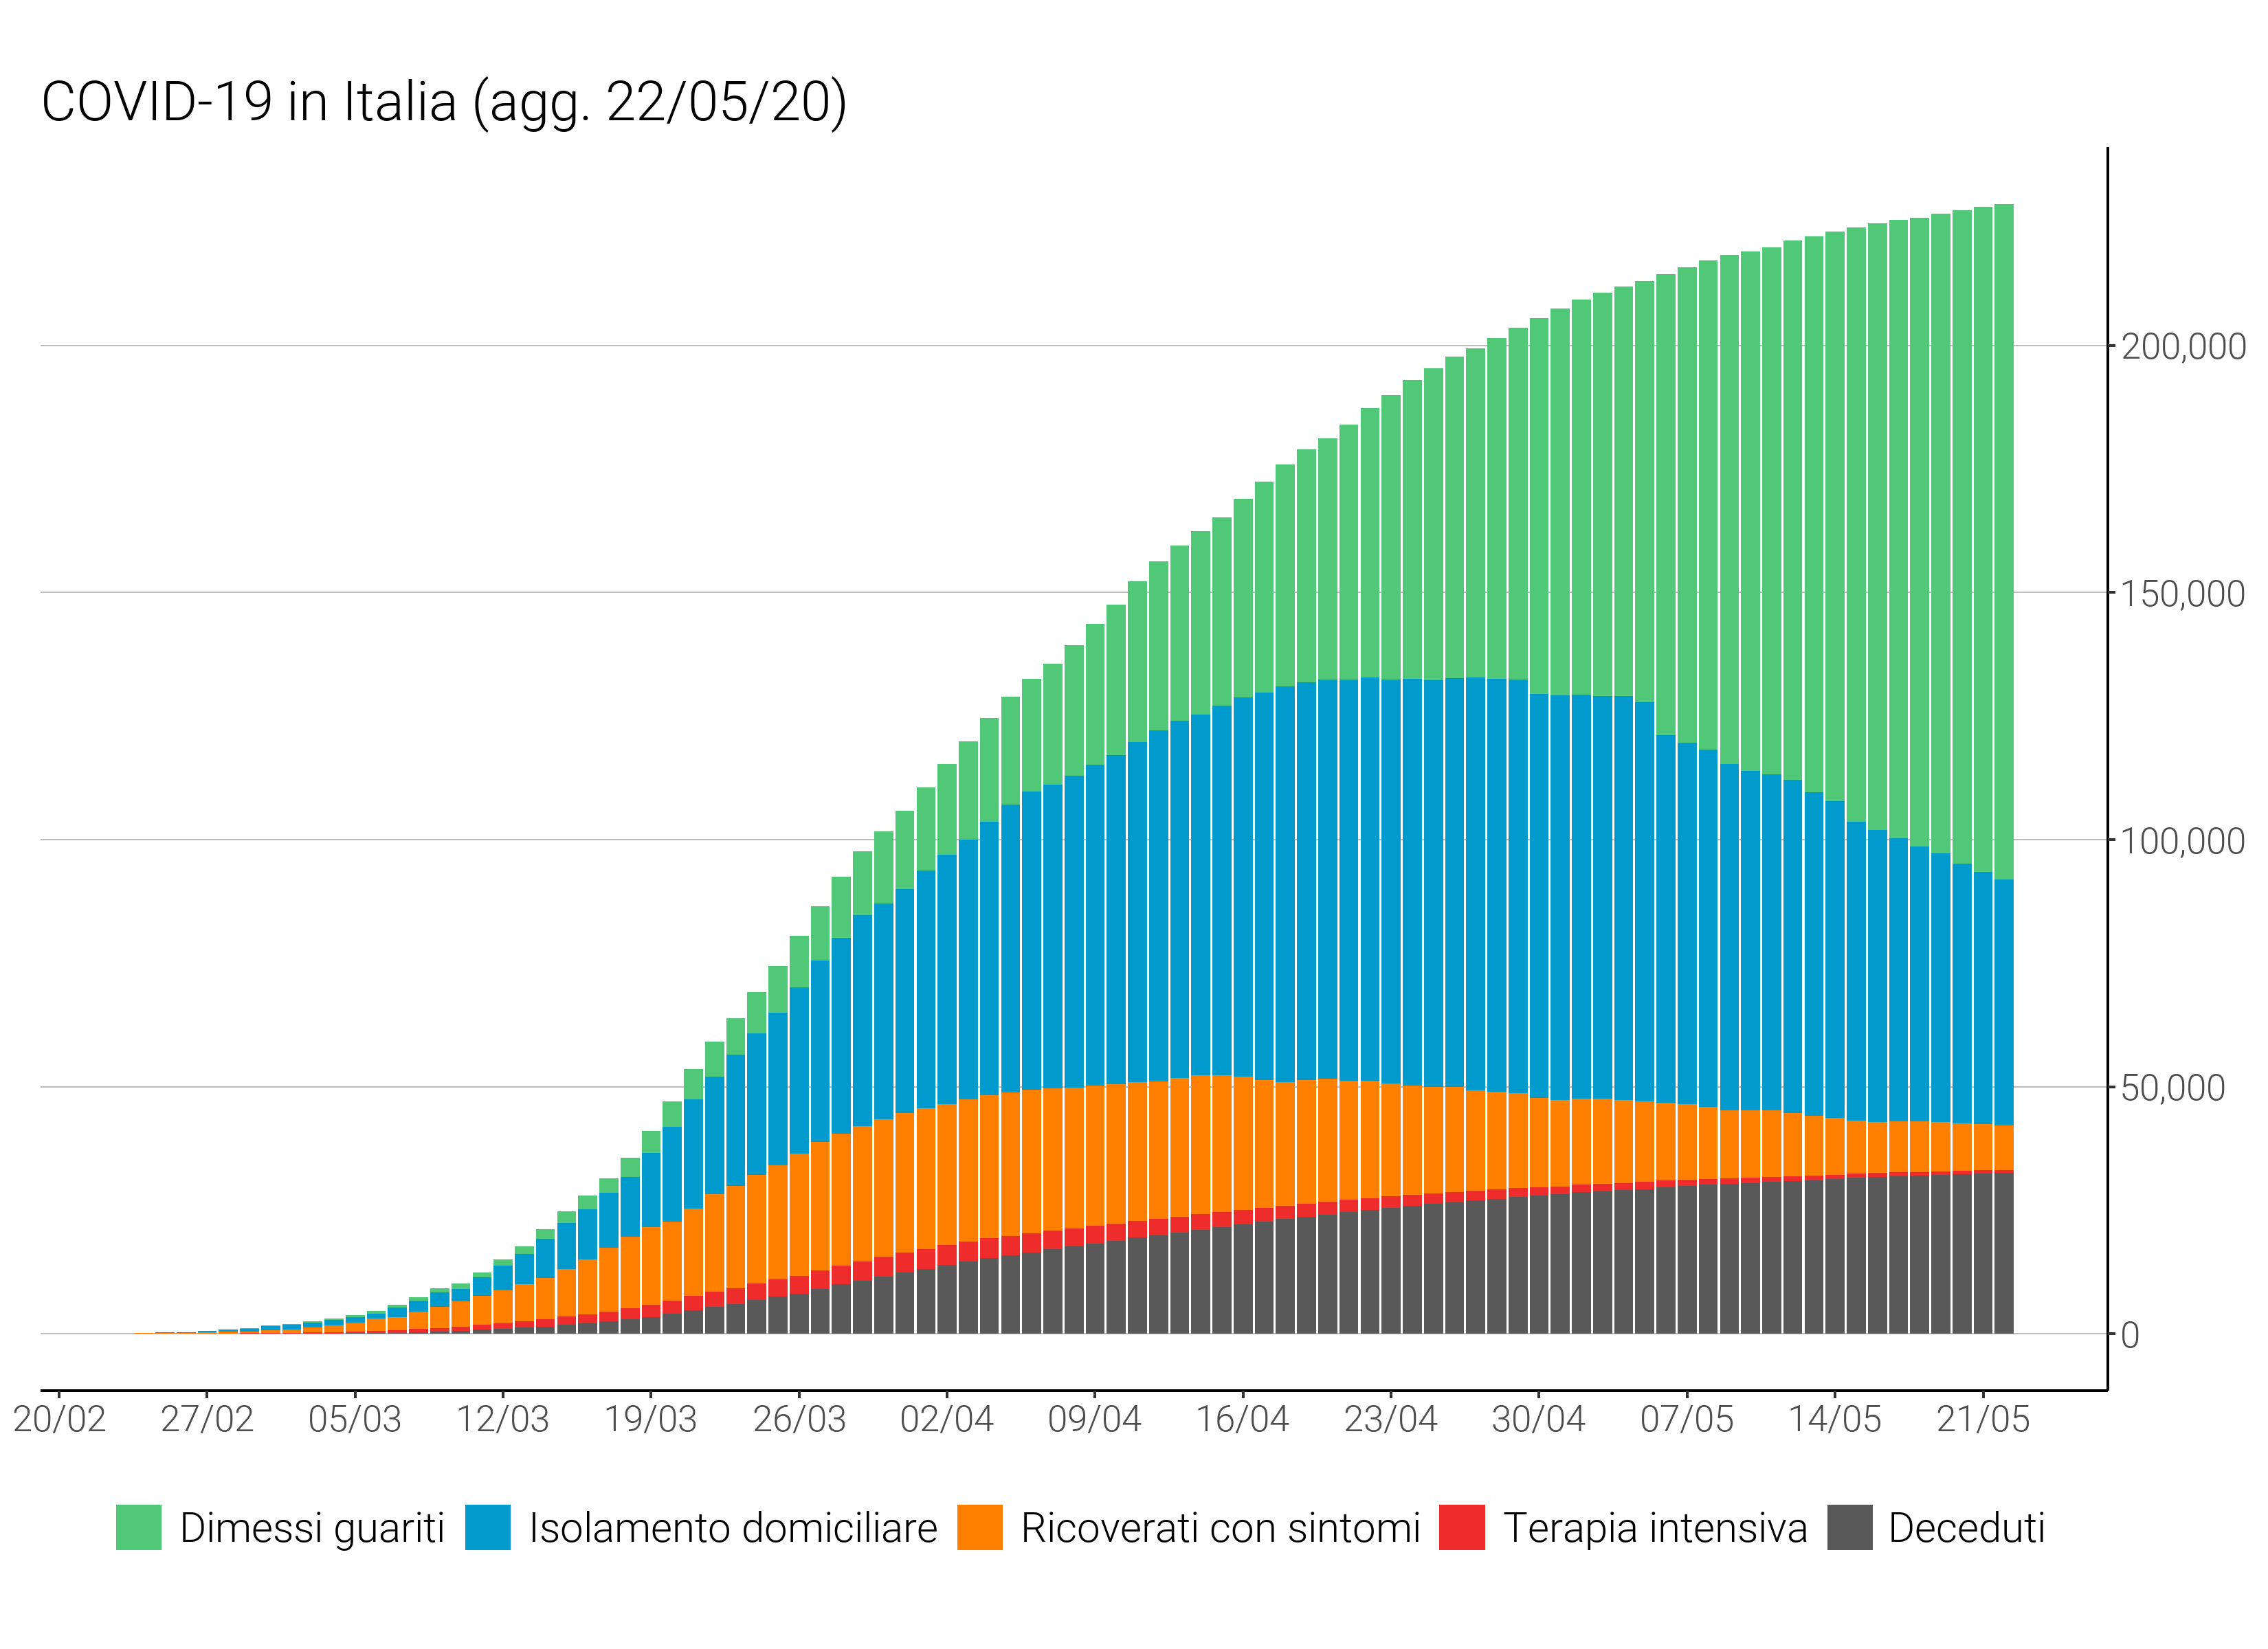 COVID-19 in Italia (agg. 22/05/20)
200,000
150,000
100,000
50,000
0
20/02 27/02 05/03 12/03 19/03 26/03 02/04 09/04 16/04 23/04 30/04 07/05 14/05 21/05
Dimessi guariti Isolamento domiciliare Ricoverati con sintomi Terapia intensiva Deceduti